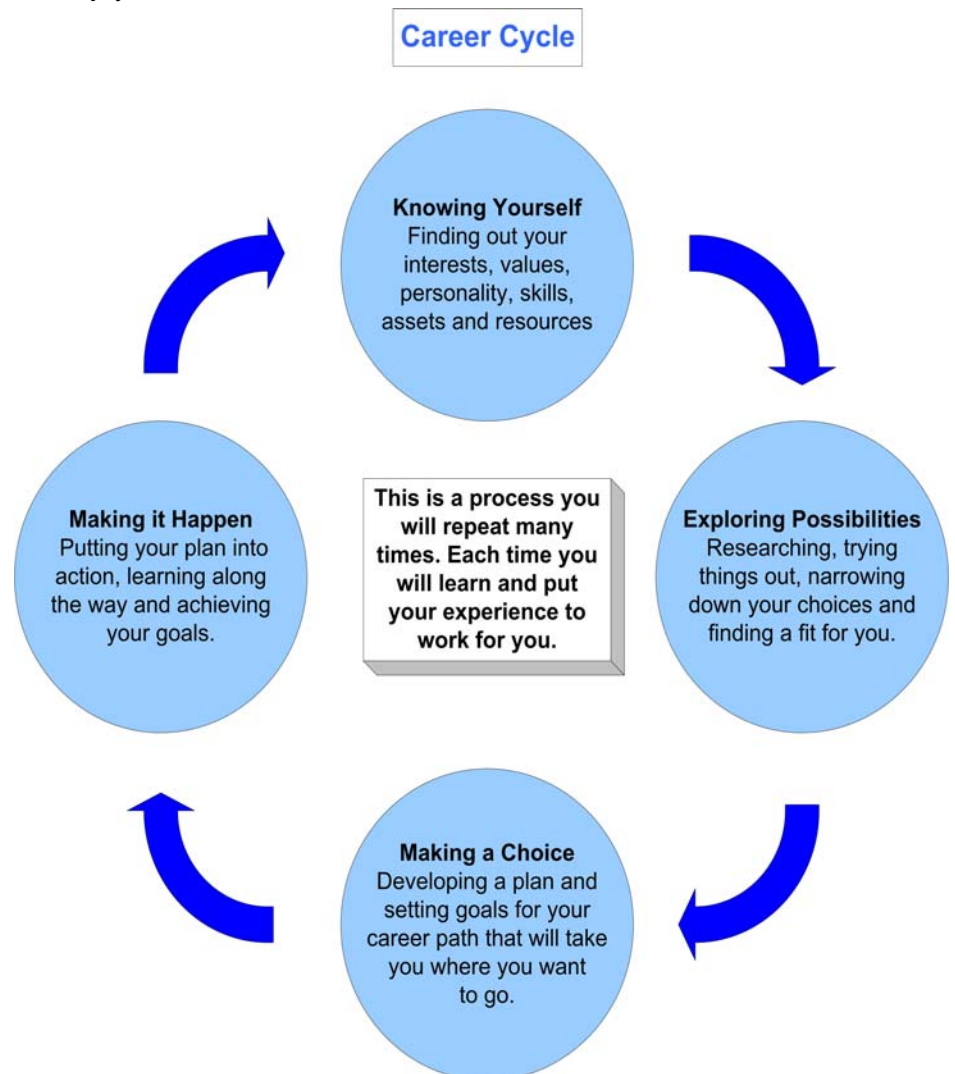 Career Cycle
Knowing Yourself
Finding out your
interests, values,
personality, skills,
assets and resources
Exploring Possibilities
Researching, trying
things out, narrowing
down your choices and
finding a fit for you.
Making a Choice
Developing a plan and
setting goals for your
career path that will take
you where you want
to go.
Making it Happen
Putting your plan into
action, learning along
the way and achieving
your goals.
This is a process you
will repeat many
times. Each time you
will learn and put
your experience to
work for you.